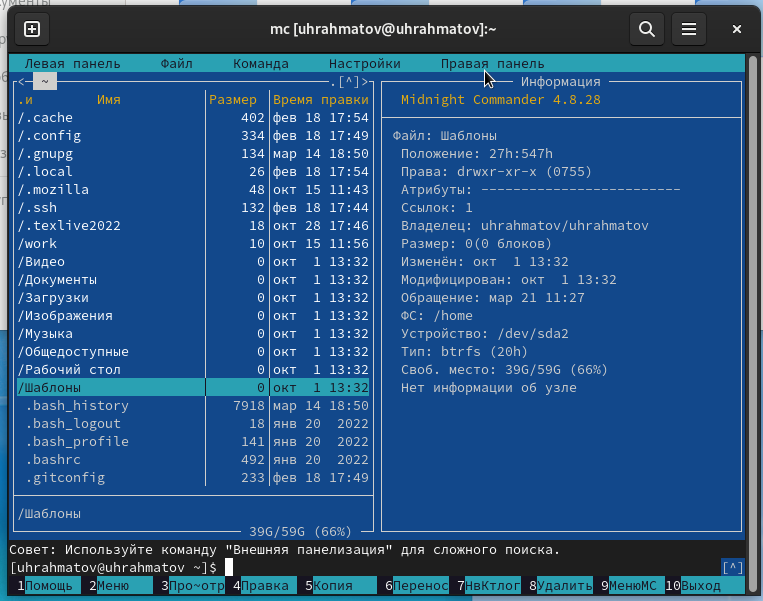 mc [uhrahmatov@uhrahmatov]:~
Левая панель Файл Команда Настройки Правая панель
<─ ~ .[^]>
.и Имя Размер Время правки
/.cache 402 фев 18 17:54
/.config 334 фев 18 17:49
/.gnupg 134 мар 14 18:50
/.local 26 фев 18 17:54
/.mozilla 48 окт 15 11:43
/.ssh 132 фев 18 17:44
/.texlive2022 18 окт 28 17:46
/work 10 окт 15 11:56
/Видео 0 окт 1 13:32
/Документы 0 окт 1 13:32
/Загрузки 0 окт 1 13:32
/Изображения 0 окт 1 13:32
/Музыка 0 окт 1 13:32
/Общедоступные 0 окт 1 13:32
/Рабочий стол 0 окт 1 13:32
/Шаблоны 0 окт 1 13:32
.bash_history 7918 мар 14 18:50
.bash_logout 18 янв 20 2022
.bash_profile 141 янв 20 2022
.bashrc 492 янв 20 2022
.gitconfig 233 фев 18 17:49
/Шаблоны
39G/59G (66%)
Информация
Midnight Commander 4.8.28
Файл: Шаблоны
Положение: 27h:547h
Права: drwxr-xr-x (0755)
Атрибуты: -------------------------
Ссылок: 1
Владелец: uhrahmatov/uhrahmatov
Размер: 0(0 блоков)
Изменён: окт 1 13:32
Модифицирован: окт 1 13:32
Обращение: мар 21 11:27
ФС: /home
Устройство: /dev/sda2
Тип: btrfs (20h)
Своб. место: 39G/59G (66%)
Нет информации об узле
Совет: Используйте команду "Внешняя панелизация" для сложного поиска.
[uhrahmatov@uhrahmatov ~]$ [^]
1Помощь 2Меню 3Про~отр 4Правка 5Копия 6Перенос 7НвКтлог 8Удалить 9МенюMC 10Выход